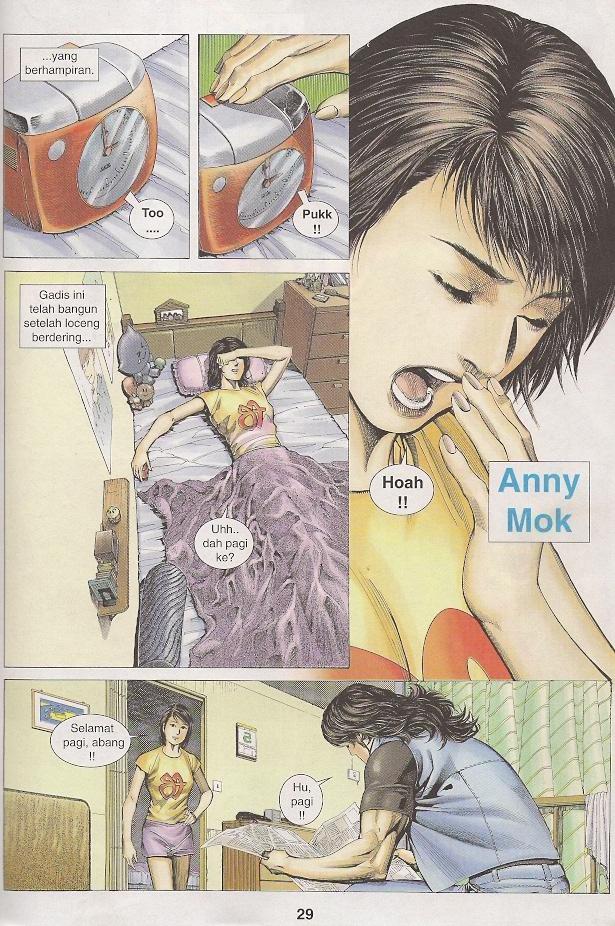 ...yang
berhampiran.
Too
....
Pukk
!!
Hoah
!!
Anny
Mok
Gadis ini
telah bangun
setelah loceng
berdering...
Uhh..
dah pagi
ke?
Selamat
pagi, abang
!!
5
Hu,
pagi
!!
29